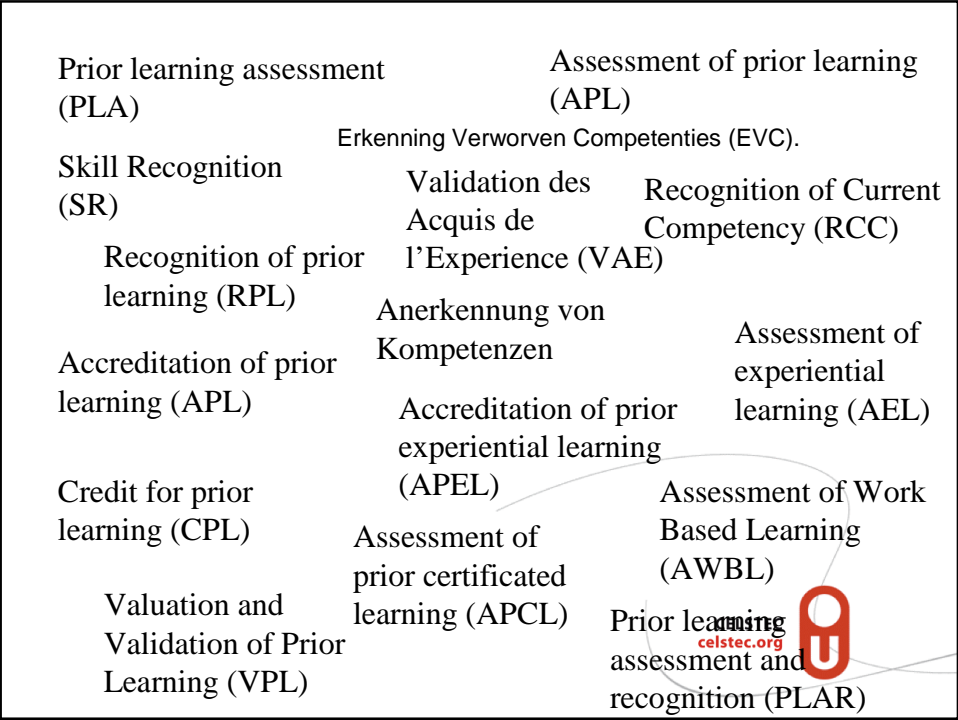 Prior learning assessment
(PLA)
Assessment of prior learning
(APL)
Erkenning Verworven Competenties (EVC).
Skill Recognition
(SR)
Validation des
Acquis de
l’Experience (VAE)
Recognition of Current
Competency (RCC)
Recognition of prior
learning (RPL)
Anerkennung von
Kompetenzen
Assessment of
experiential
learning (AEL)
Accreditation of prior
learning (APL)
Accreditation of prior
experiential learning
(APEL)
Credit for prior
learning (CPL)
Assessment of Work
Based Learning
(AWBL)
Assessment of
prior certificated
learning (APCL)
Valuation and
Validation of Prior
Learning (VPL)
Prior learning
assessment and
recognition (PLAR)
CELSTEC
celstec.org